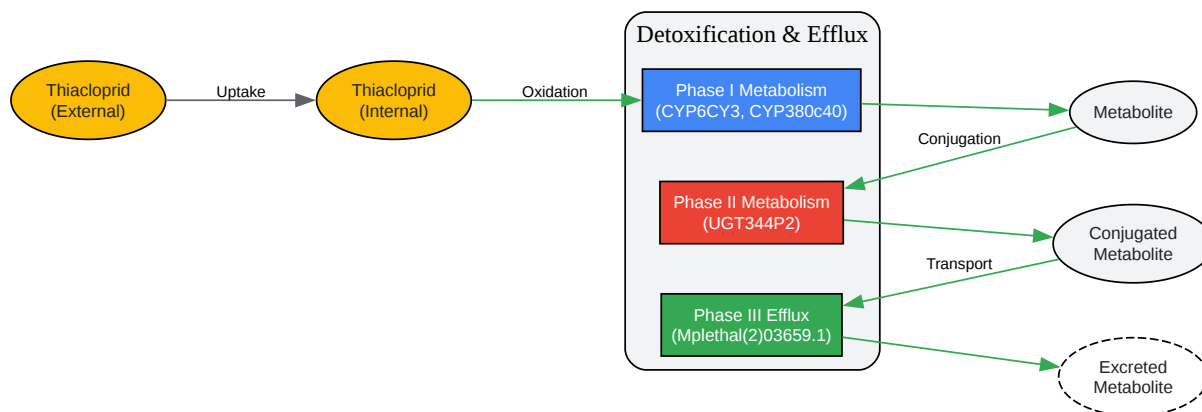 Detoxification & Efflux
Thiacloprid
(External)
Uptake
Thiacloprid
(Internal)
Oxidation
Phase I Metabolism
(CYP6CY3, CYP380c40)
Metabolite
Conjugation
Phase II Metabolism
(UGT344P2)
Conjugated
Metabolite
Transport
Phase III Efflux
(Mplethal(2)03659.1)
Excreted
Metabolite